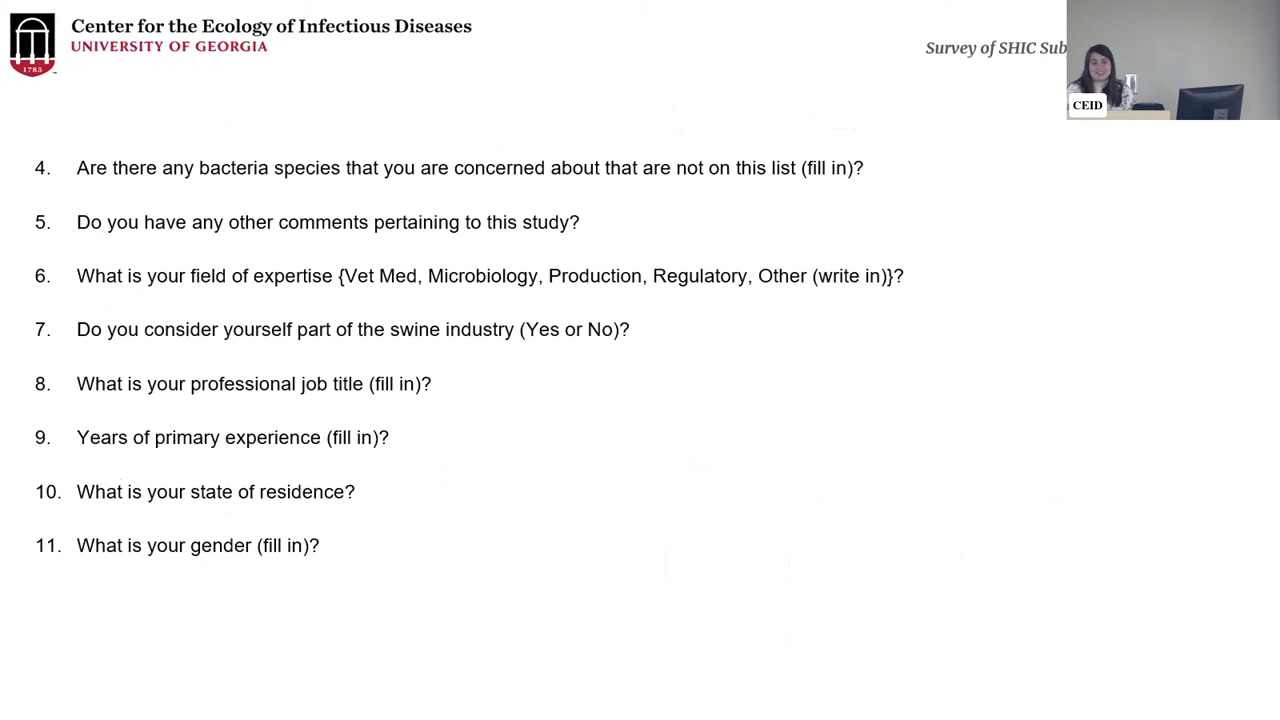 Center for the Ecology of Infectious Diseases
UNIVERSITY OF GEORGIA
1785
Survey of SHIC Sub
CEID
4. Are there any bacteria species that you are concerned about that are not on this list (fill in)?
5. Do you have any other comments pertaining to this study?
6. What is your field of expertise {Vet Med, Microbiology, Production, Regulatory, Other (write in)}?
7. Do you consider yourself part of the swine industry (Yes or No)?
8. What is your professional job title (fill in)?
9. Years of primary experience (fill in)?
10. What is your state of residence?
11. What is your gender (fill in)?